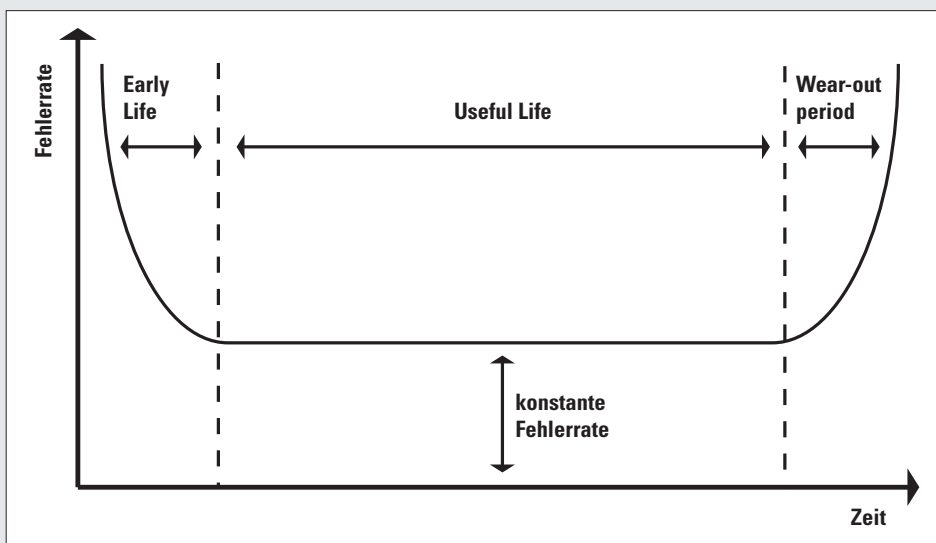 Fehlerrate
Early
Life
Useful Life
Wear-out
period
konstante
Fehlerrate
Zeit